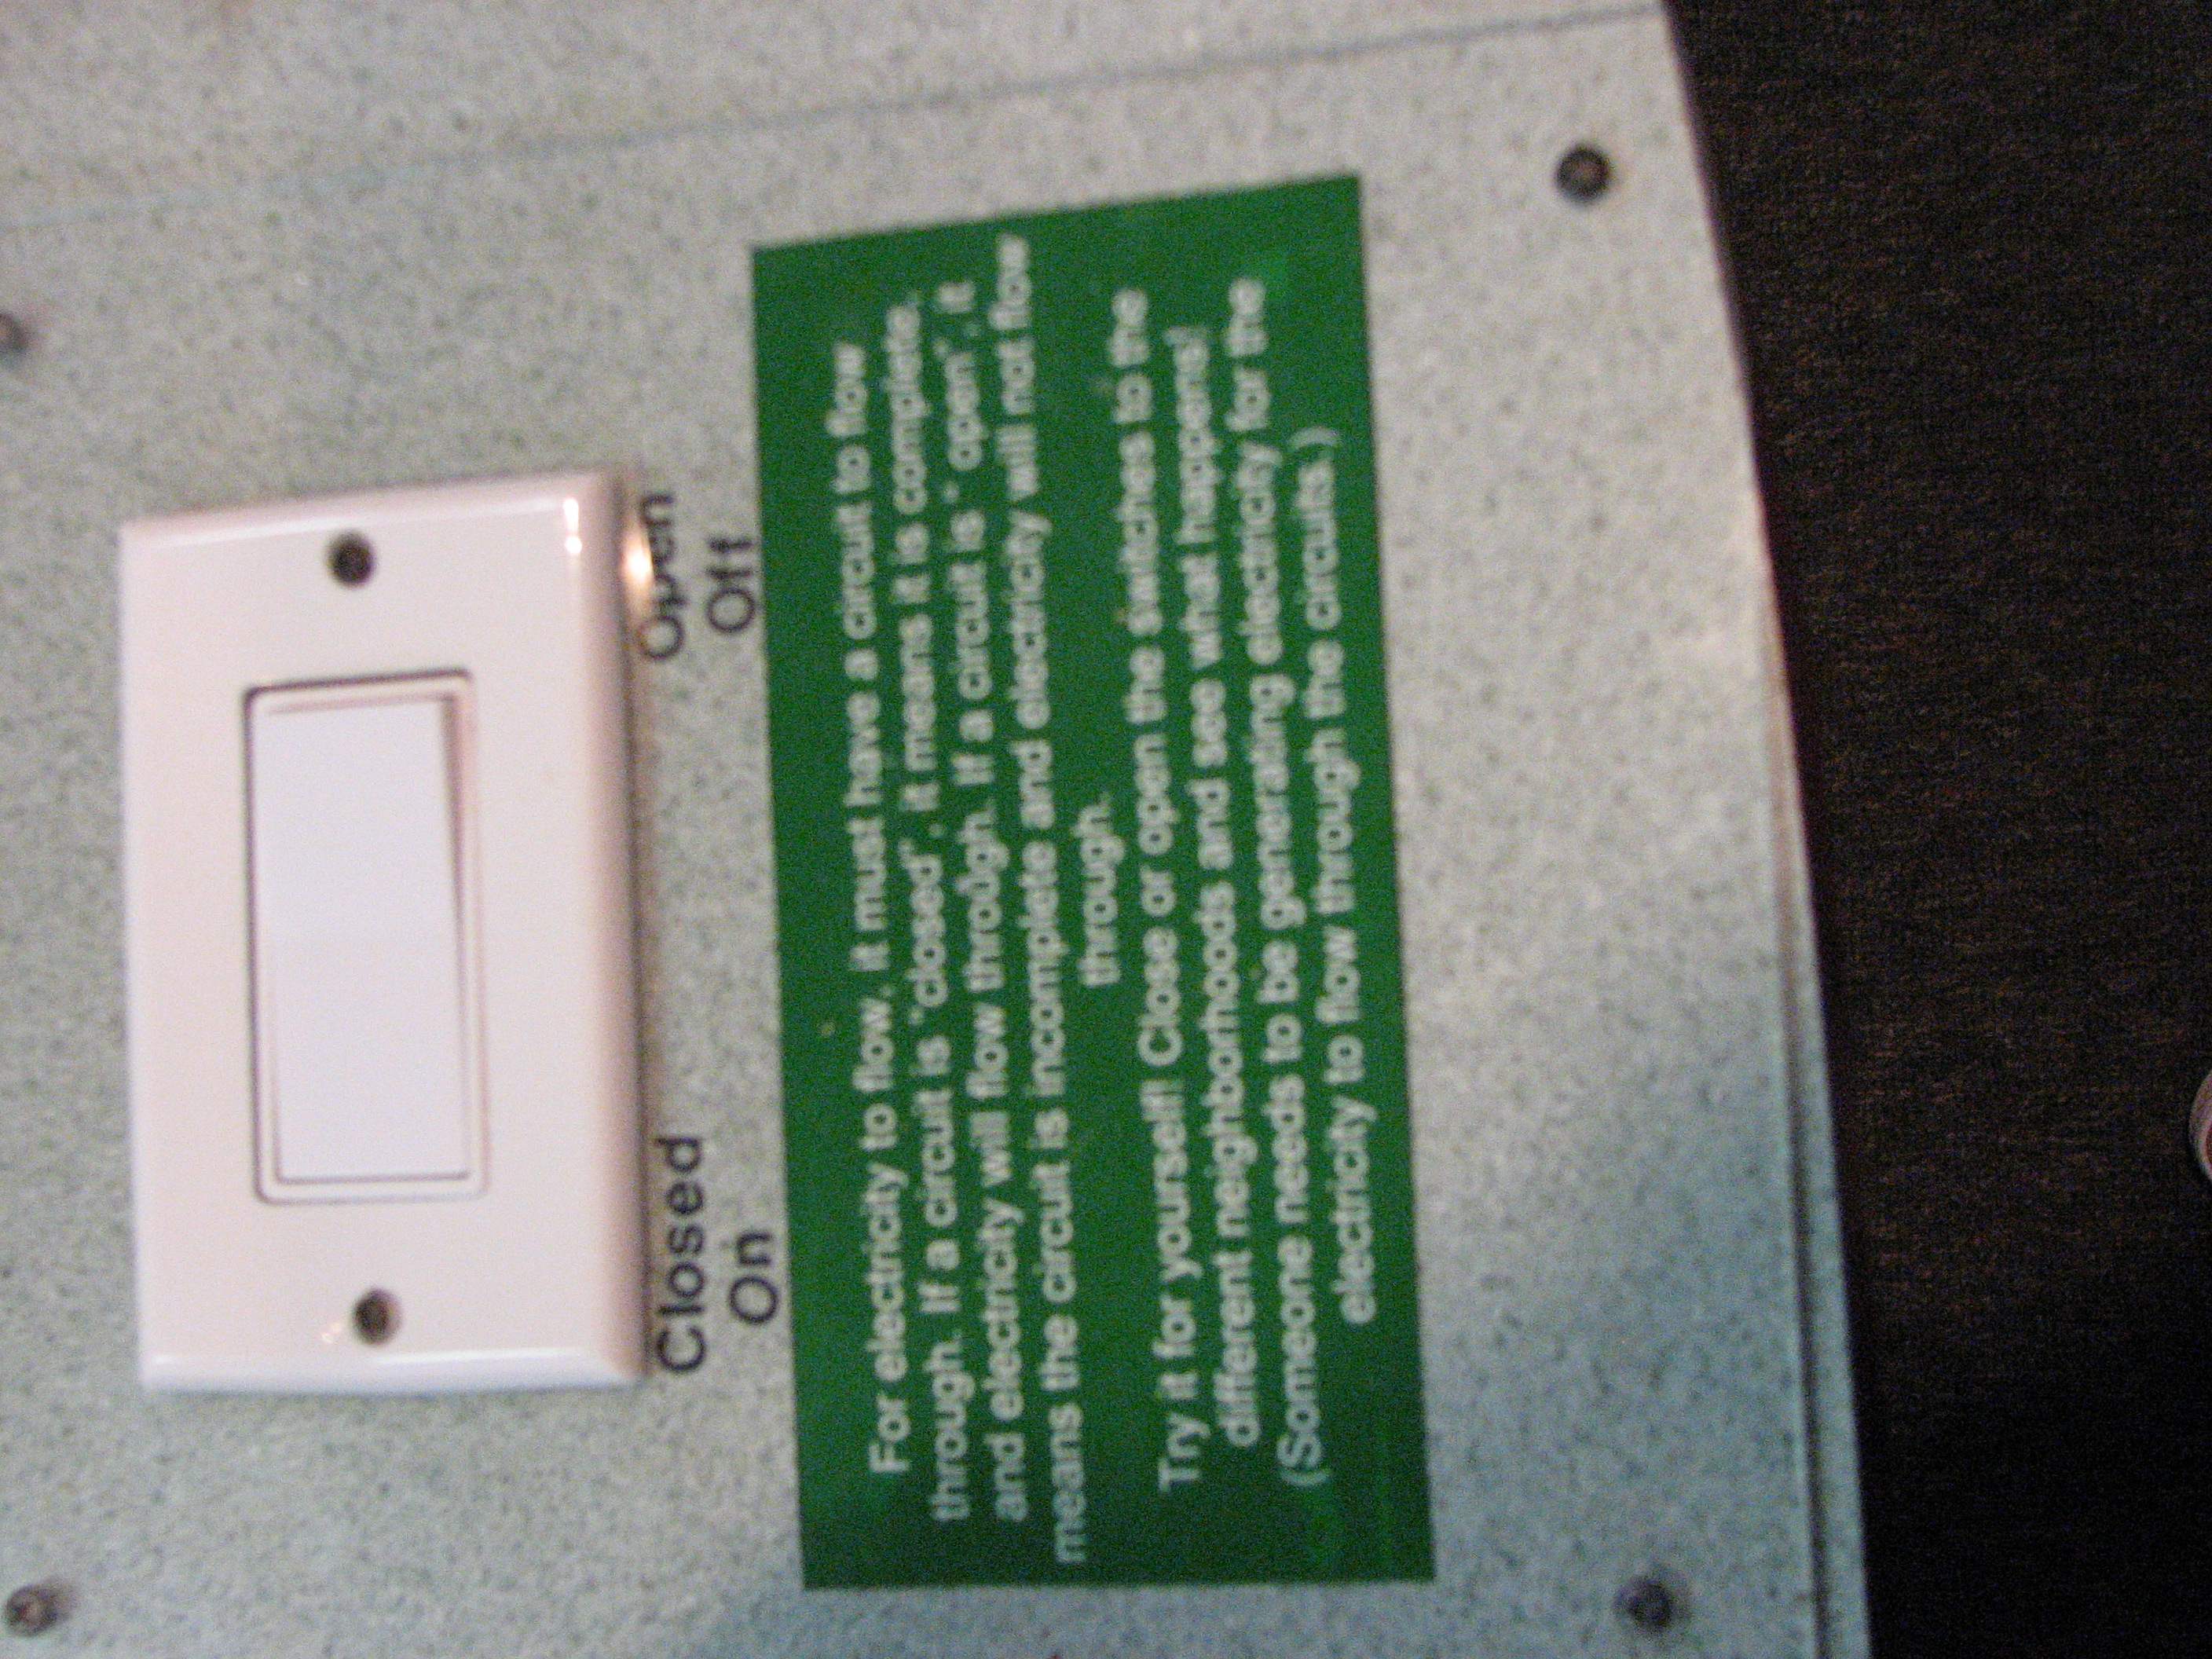 Closed
On
Open
Off
For electricity to flow, it must have a circuit to flow
through. If a circuit is "closed", it means it is complete,
and electricity will flow through. If a circuit is " open", it
means the circuit is incomplete and electricity will not flow
through.
Try it for yourself! Close or open the switches to the
different neighborhoods and see what happens!
(Someone needs to be generating electricity for the
electricity to flow through the circuits.)